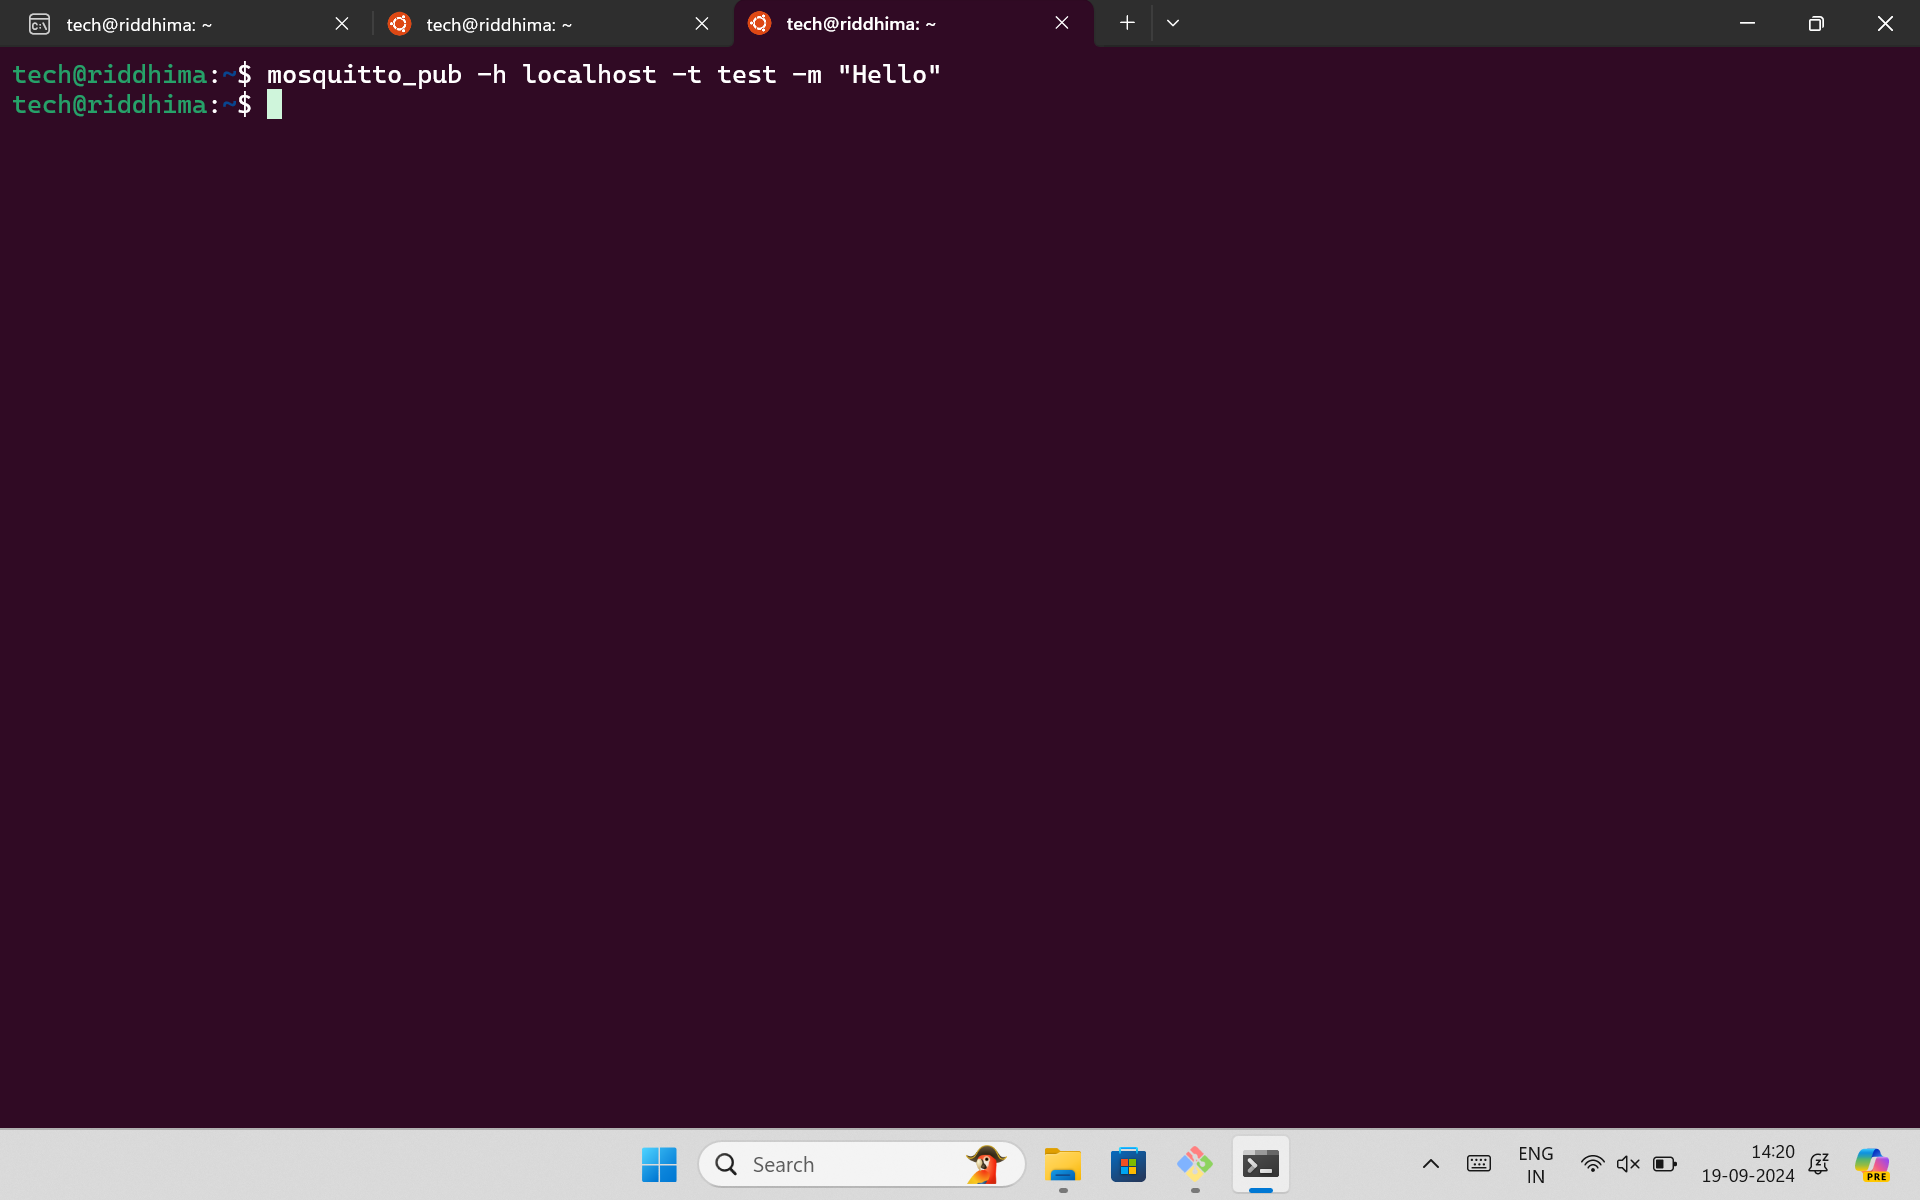 tech@riddhima: ~
tech@riddhima: ~
tech@riddhima: ~
tech@riddhima:~$ mosquitto_pub -h localhost -t test -m "Hello"
tech@riddhima:~$
Search
ENG
IN
14:20
19-09-2024
PRE